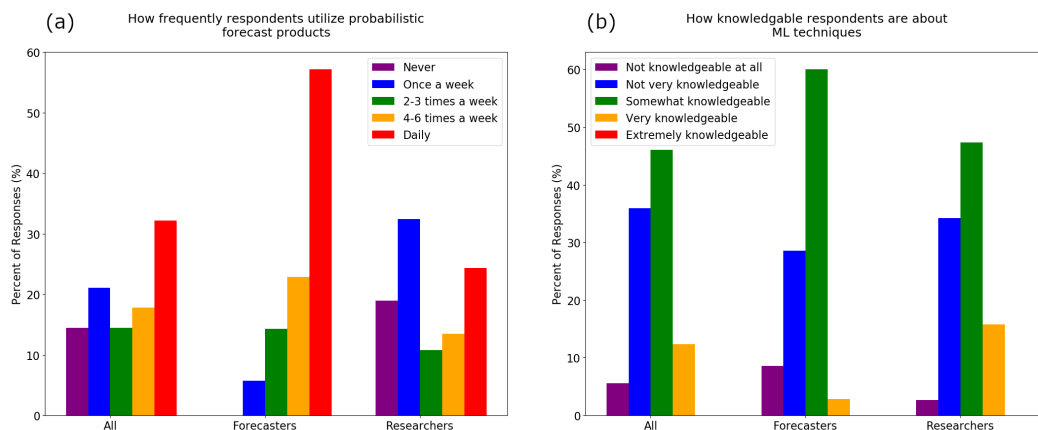 (a)
How frequently respondents utilize probabilistic
forecast products
Percent of Responses (%)
60
50
40
30
20
10
0
Never
Once a week
2-3 times a week
4-6 times a week
Daily
All
Forecasters
Researchers
(b)
How knowledgable respondents are about
ML techniques
Percent of Responses (%)
60
50
40
30
20
10
0
Not knowledgeable at all
Not very knowledgeable
Somewhat knowledgeable
Very knowledgeable
Extremely knowledgeable
All
Forecasters
Researchers